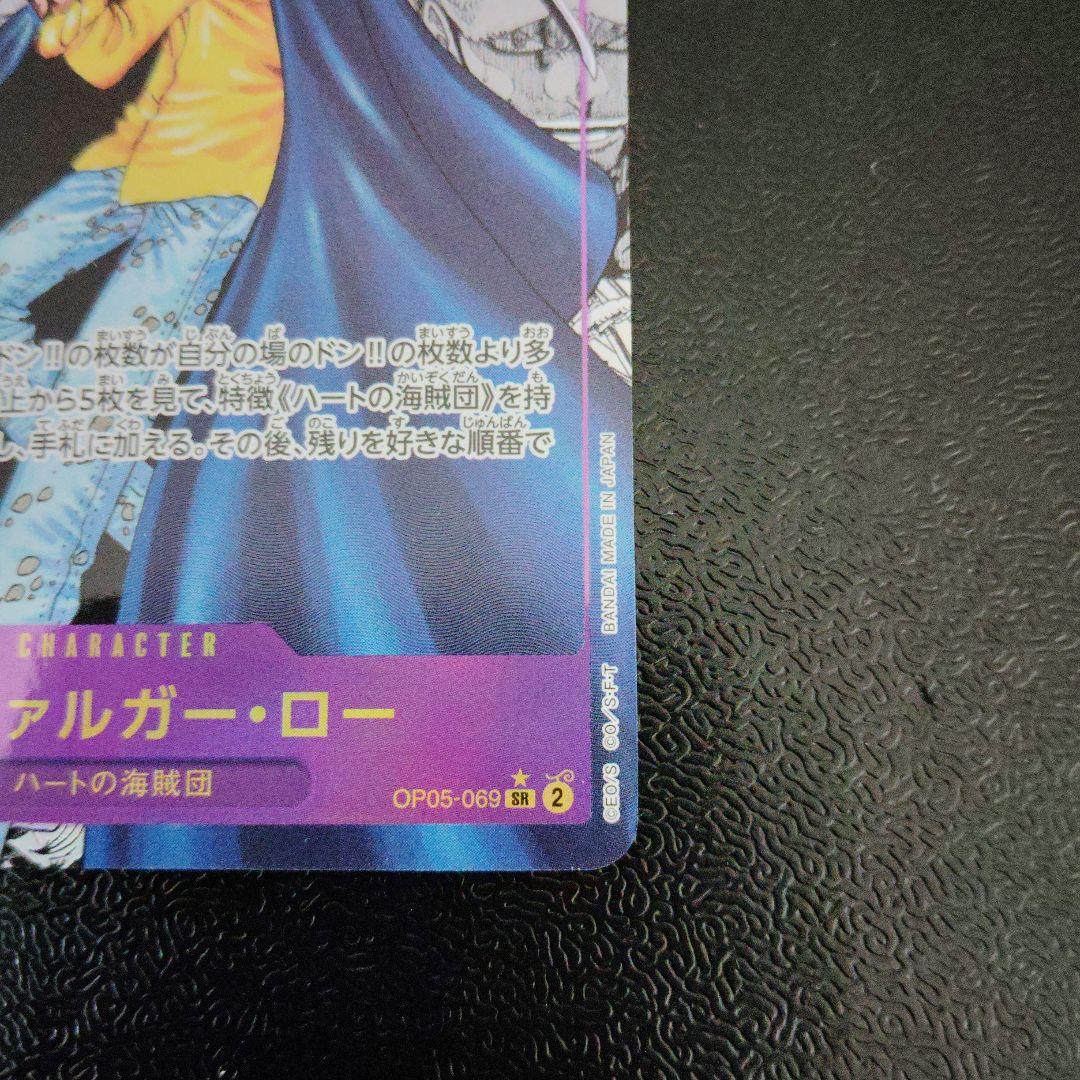 ドン!!の枚数が自分の場のドン!!の枚数より多
上から5枚を見て、特徴《ハートの海賊団》を持
し、手札に加える。その後、残りを好きな順番で
CHARACTER
ァルガー・ロー
ハートの海賊団
OP05-069 SR 2
©EO/S ©O/S・F・T BANDAI MADE IN JAPAN